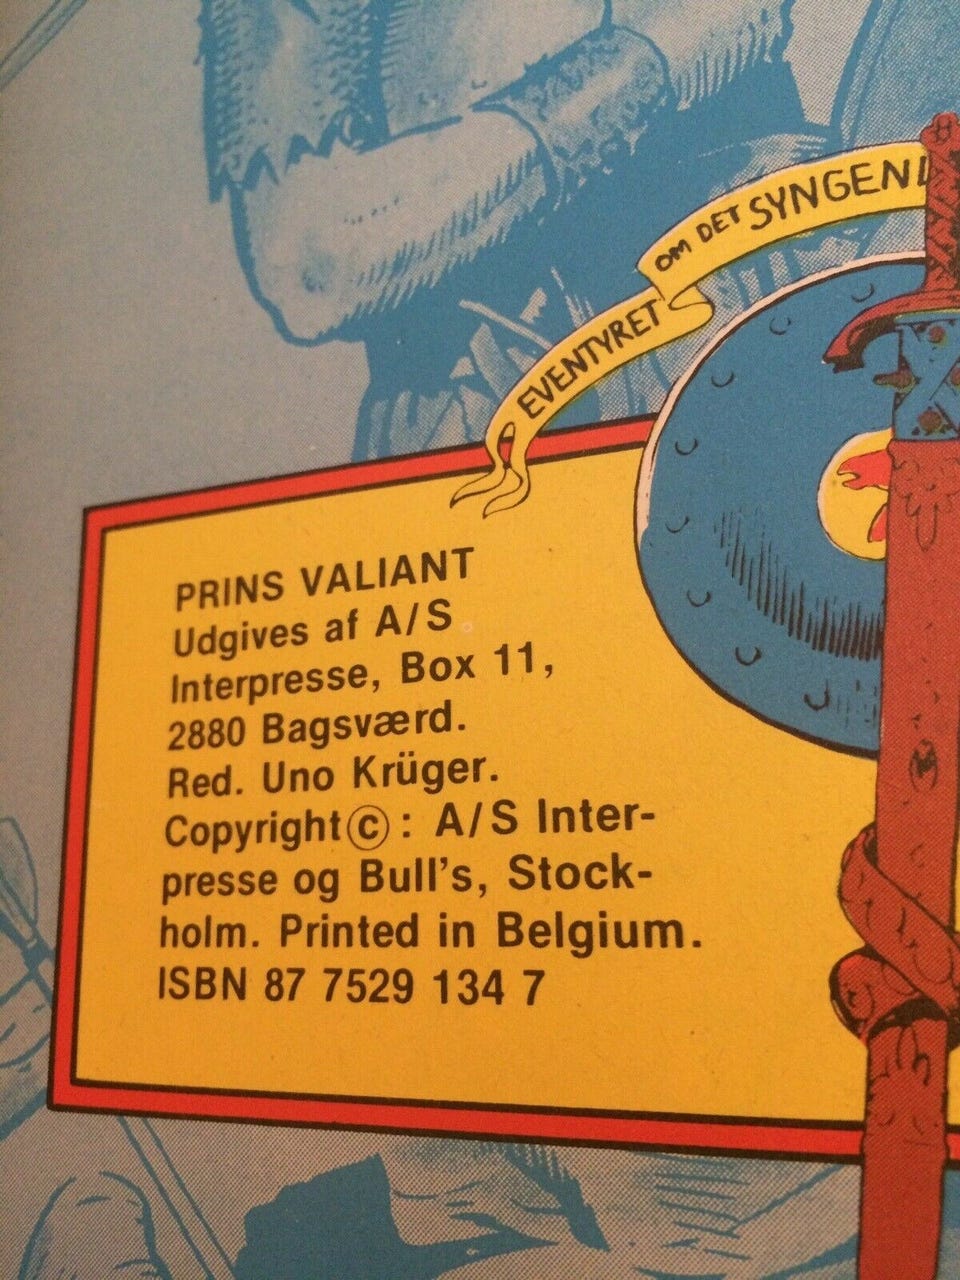 EVENTYRET OM DET SYNGEN
PRINS VALIANT
Udgives af A/S
Interpresse, Box 11,
2880 Bagsværd.
Red. Uno Krüger.
Copyright ©: A/S Inter-
presse og Bull's, Stock-
holm. Printed in Belgium.
ISBN 87 7529 134 7